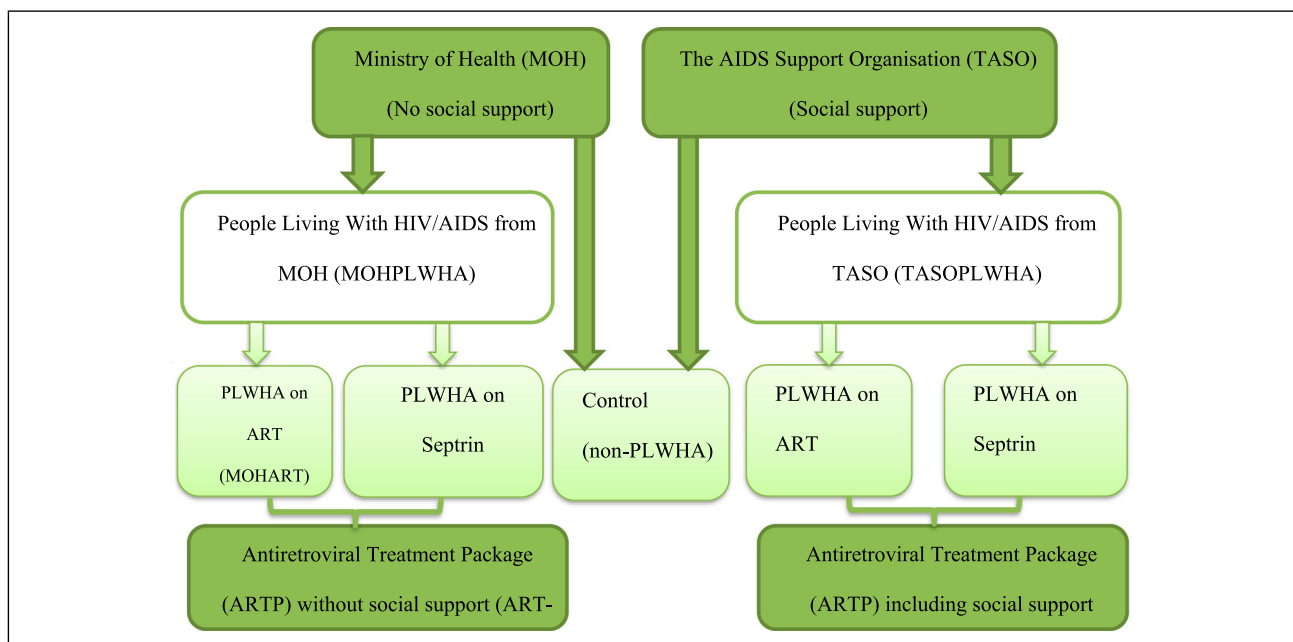 Ministry of Health (MOH)
(No social support)
The AIDS Support Organisation (TASO)
(Social support)
People Living With HIV/AIDS from
MOH (MOHPLWHA)
People Living With HIV/AIDS from
TASO (TASOPLWHA)
PLWHA on
ART
(MOHART)
PLWHA on
Septrin
Control
(non-PLWHA)
PLWHA on
ART
PLWHA on
Septrin
Antiretroviral Treatment Package
(ARTP) without social support (ART-
Antiretroviral Treatment Package
(ARTP) including social support